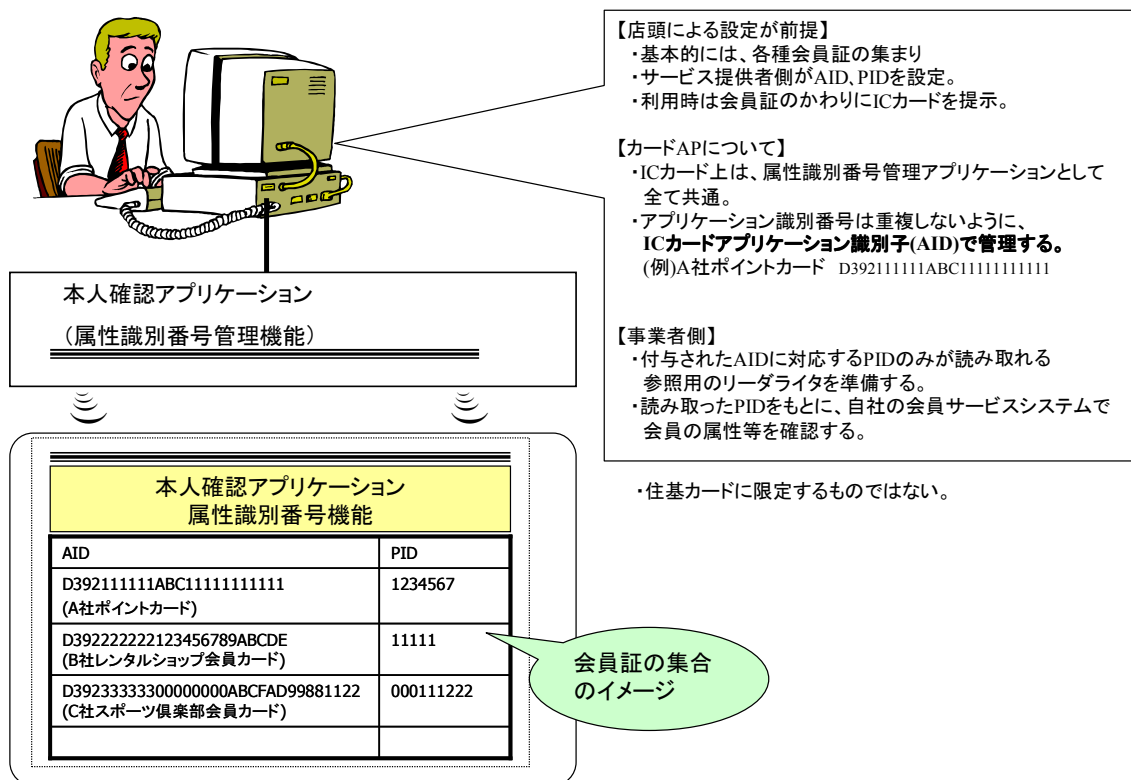 【店頭による設定が前提】
・基本的には、各種会員証の集まり
・サービス提供者側がAID、PIDを設定。
・利用時は会員証のかわりにICカードを提示。
【カードAPについて】
・ICカード上は、属性識別番号管理アプリケーションとして
全て共通。
・アプリケーション識別番号は重複しないように、
ICカードアプリケーション識別子(AID)で管理する。
(例)A社ポイントカード D392111111ABC11111111111
【事業者側】
・付与されたAIDに対応するPIDのみが読み取れる
参照用のリーダライタを準備する。
・読み取ったPIDをもとに、自社の会員サービスシステムで
会員の属性等を確認する。
・住基カードに限定するものではない。
本人確認アプリケーション
（属性識別番号管理機能）
本人確認アプリケーション
属性識別番号機能
AID PID
D392111111ABC11111111111 1234567
(A社ポイントカード)
D392222222123456789ABCDE 11111
(B社レンタルショップ会員カード)
D39233333300000000ABCFAD99881122 000111222
(C社スポーツ倶楽部会員カード)
会員証の集合
のイメージ